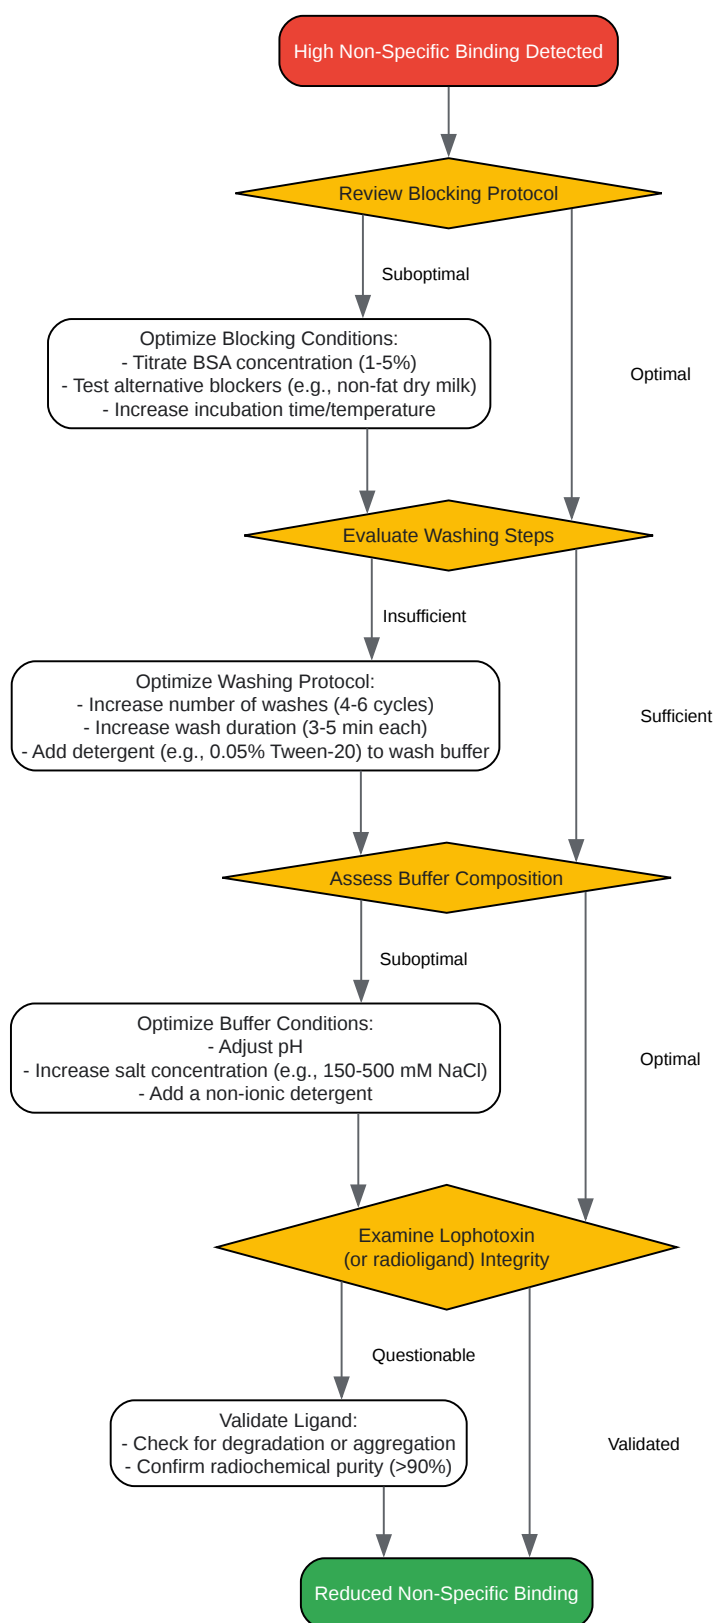 High Non-Specific Binding Detected
Review Blocking Protocol
Suboptimal
Optimize Blocking Conditions:
- Titrate BSA concentration (1-5%)
- Test alternative blockers (e.g., non-fat dry milk)
- Increase incubation time/temperature
Optimal
Evaluate Washing Steps
Insufficient
Optimize Washing Protocol:
- Increase number of washes (4-6 cycles)
- Increase wash duration (3-5 min each)
- Add detergent (e.g., 0.05% Tween-20) to wash buffer
Sufficient
Assess Buffer Composition
Suboptimal
Optimize Buffer Conditions:
- Adjust pH
- Increase salt concentration (e.g., 150-500 mM NaCl)
- Add a non-ionic detergent
Optimal
Examine Lophotoxin
(or radioligand) Integrity
Questionable
Validate Ligand:
- Check for degradation or aggregation
- Confirm radiochemical purity (>90%)
Validated
Reduced Non-Specific Binding